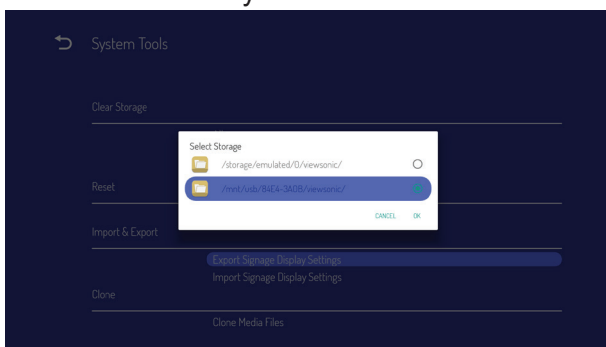 System Tools
Clear Storage
Select Storage
/storage/emulated/0/viewsonic/
Reset
/mnt/usb/84E4-3A0B/viewsonic/
CANCEL OK
Import & Export
Export Signage Display Settings
Import Signage Display Settings
Clone
Clone Media Files